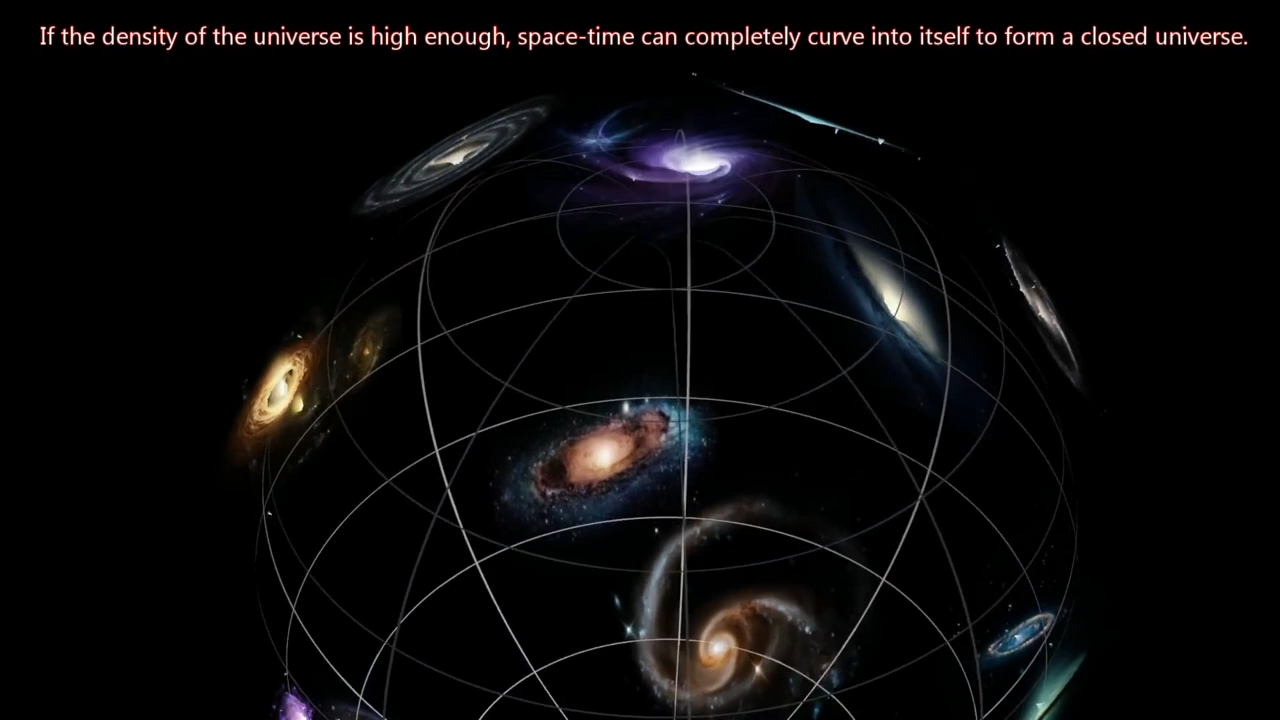 If the density of the universe is high enough, space-time can completely curve into itself to form a closed universe.